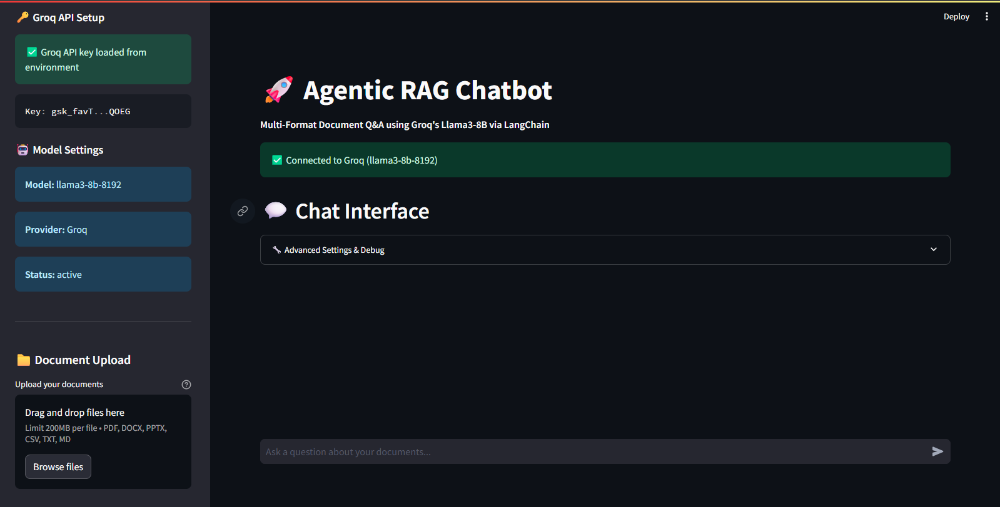 Groq API Setup
Groq API key loaded from
environment
Key: gsk_favT...QOEG
Model Settings
Model: llama3-8b-8192
Provider: Groq
Status: active
Document Upload
Upload your documents
Drag and drop files here
Limit 200MB per file • PDF, DOCX, PPTX,
CSV, TXT, MD
Browse files
Deploy
Agentic RAG Chatbot
Multi-Format Document Q&A using Groq's Llama3-8B via LangChain
Connected to Groq (llama3-8b-8192)
Chat Interface
Advanced Settings & Debug
Ask a question about your documents...